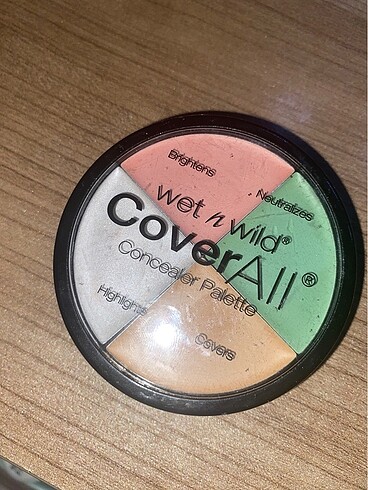 Brightens
Neutralizes
wet n wild®
CoverAll®
Concealer Palette
Highlights
Covers